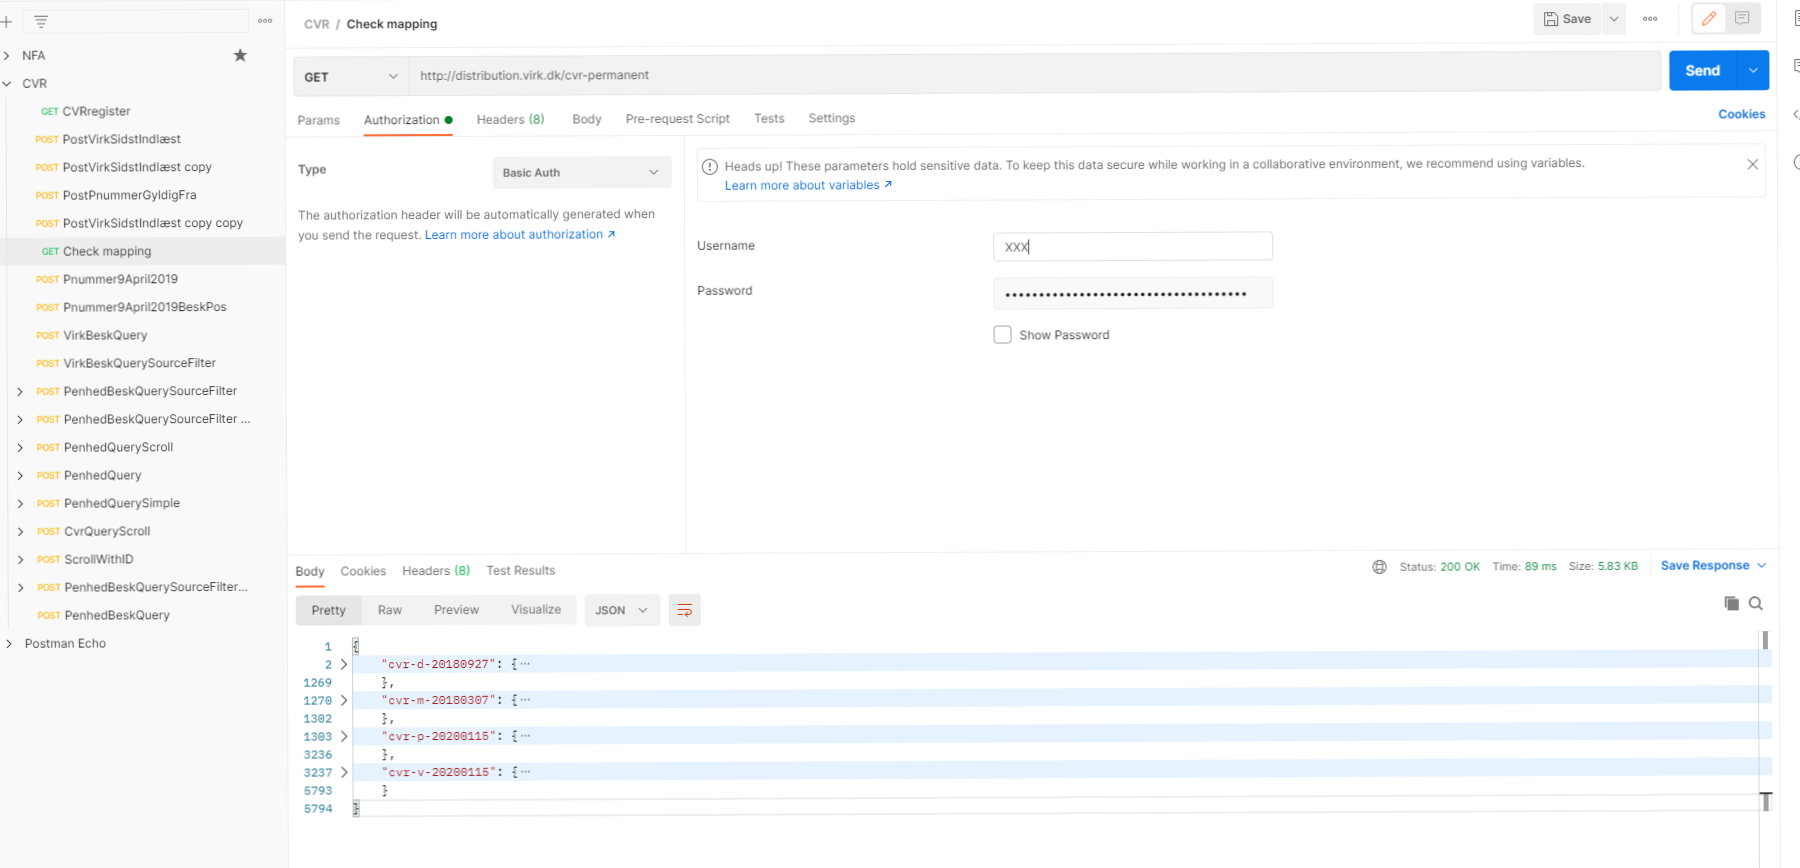 CVR / Check mapping
Save
NFA
CVR
GET CVRregister
POST PostVirkSidstIndlæst
POST PostVirkSidstIndlæst copy
POST PostPnummerGyldigFra
POST PostVirkSidstIndlæst copy copy
GET Check mapping
POST Pnummer9April2019
POST Pnummer9April2019BeskPos
POST VirkBeskQuery
POST VirkBeskQuerySourceFilter
POST PenhedBeskQuerySourceFilter
POST PenhedBeskQuerySourceFilter ...
POST PenhedQueryScroll
POST PenhedQuery
POST PenhedQuerySimple
POST CvrQueryScroll
POST ScrollWithID
POST PenhedBeskQuerySourceFilter...
POST PenhedBeskQuery
Postman Echo
GET http://distribution.virk.dk/cvr-permanent Send
Params Authorization Headers (8) Body Pre-request Script Tests Settings Cookies
Type Basic Auth
The authorization header will be automatically generated when
you send the request. Learn more about authorization ↗
Heads up! These parameters hold sensitive data. To keep this data secure while working in a collaborative environment, we recommend using variables.
Learn more about variables ↗
Username XXX
Password ••••••••••••••••••••••••••••••••••••
Show Password
Body Cookies Headers (8) Test Results Status: 200 OK Time: 89 ms Size: 5.83 KB Save Response
Pretty Raw Preview Visualize JSON
1 {
2 "cvr-d-20180927": {···
1269 },
1270 "cvr-m-20180307": {···
1302 },
1303 "cvr-p-20200115": {···
3236 },
3237 "cvr-v-20200115": {···
5793 }
5794 }